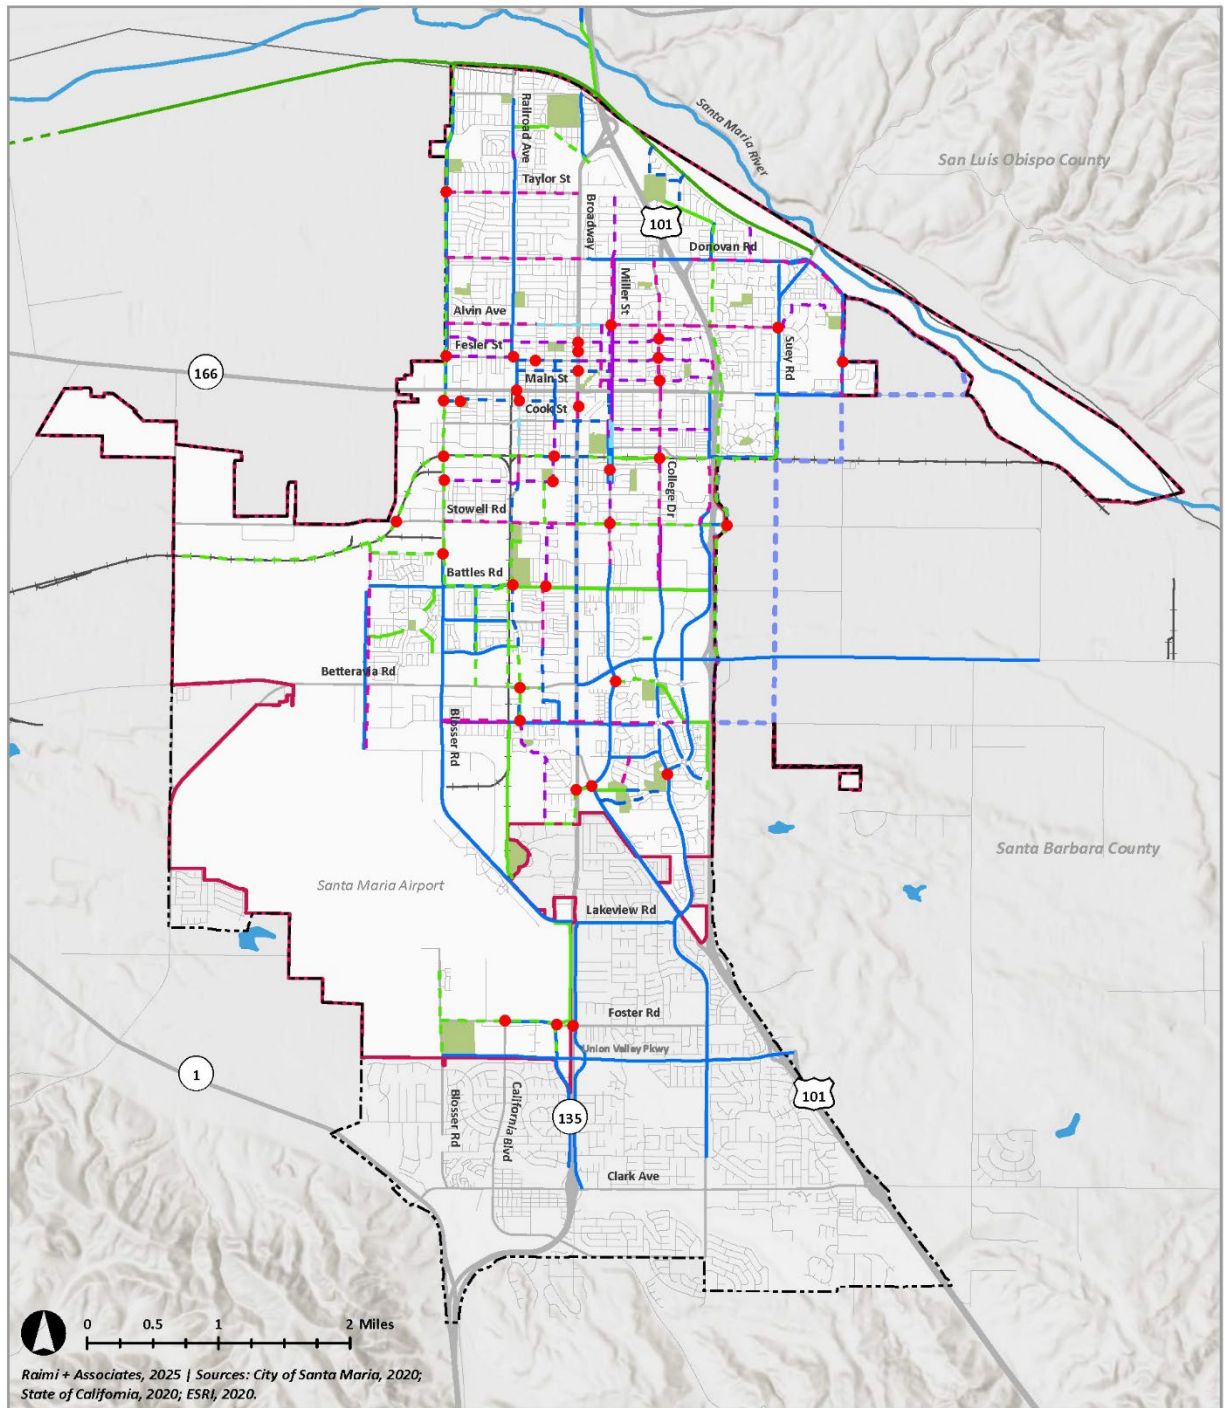 Santa Maria River
San Luis Obispo County
Railroad Ave
Taylor St
Broadway
101
Donovan Rd
Miller St
Alvin Ave
Fesler St
Suey Rd
166
Main St
Cook St
College Dr
Stowell Rd
Battles Rd
Betteravia Rd
Blosser Rd
Santa Barbara County
Santa Maria Airport
Lakeview Rd
Foster Rd
Union Valley Pkwy
1
Blosser Rd
California Blvd
135
101
Clark Ave
0 0.5 1 2 Miles
Raimi + Associates, 2025 | Sources: City of Santa Maria, 2020;
State of California, 2020; ESRI, 2020.